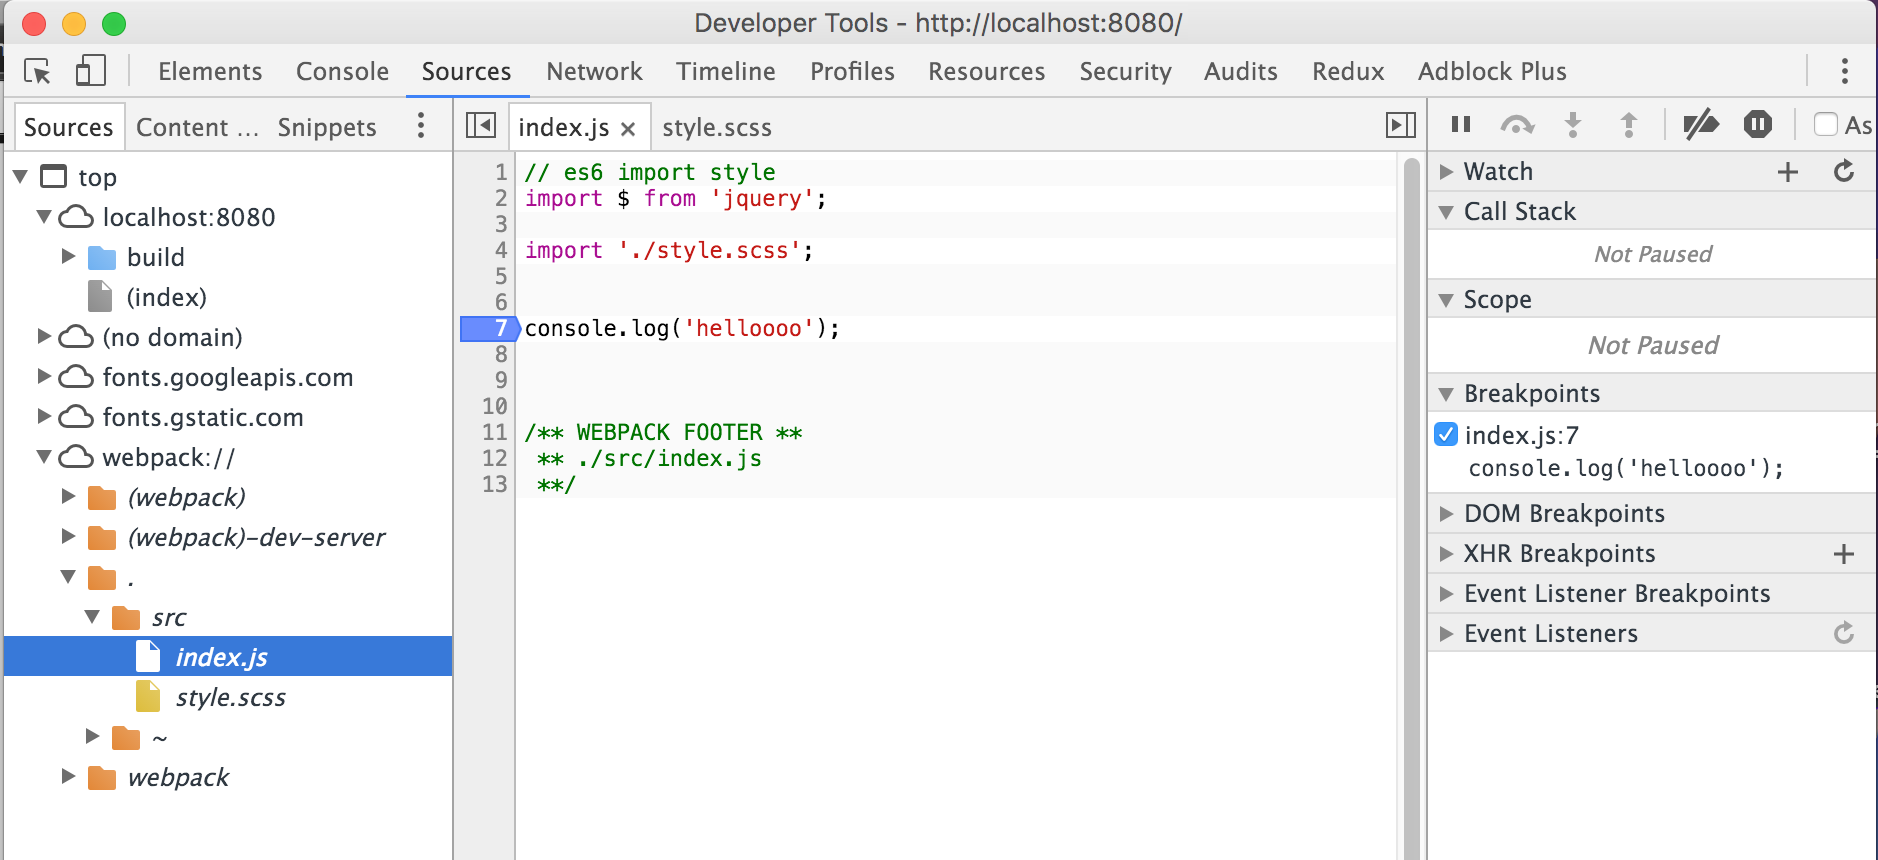 Developer Tools - http://localhost:8080/
Elements Console Sources Network Timeline Profiles Resources Security Audits Redux Adblock Plus
Sources Content ... Snippets
top
localhost:8080
build
(index)
(no domain)
fonts.googleapis.com
fonts.gstatic.com
webpack://
(webpack)
(webpack)-dev-server
.
src
index.js
style.scss
~
webpack
index.js × style.scss
1 // es6 import style
2 import $ from 'jquery';
3
4 import './style.scss';
5
6
7 console.log('helloooo');
8
9
10
11 /** WEBPACK FOOTER **
12 ** ./src/index.js
13 **/
As
Watch
Call Stack
Not Paused
Scope
Not Paused
Breakpoints
index.js:7
console.log('helloooo');
DOM Breakpoints
XHR Breakpoints
Event Listener Breakpoints
Event Listeners